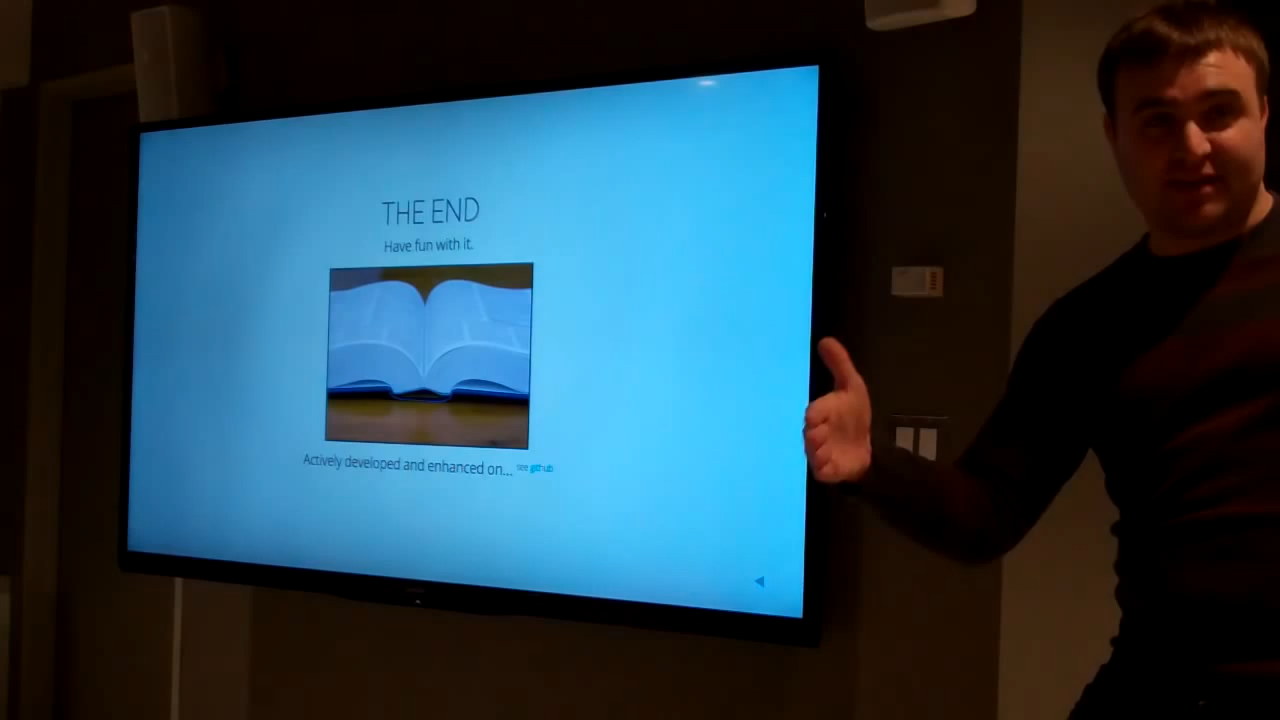 THE END
Have fun with it.
Actively developed and enhanced on... see github